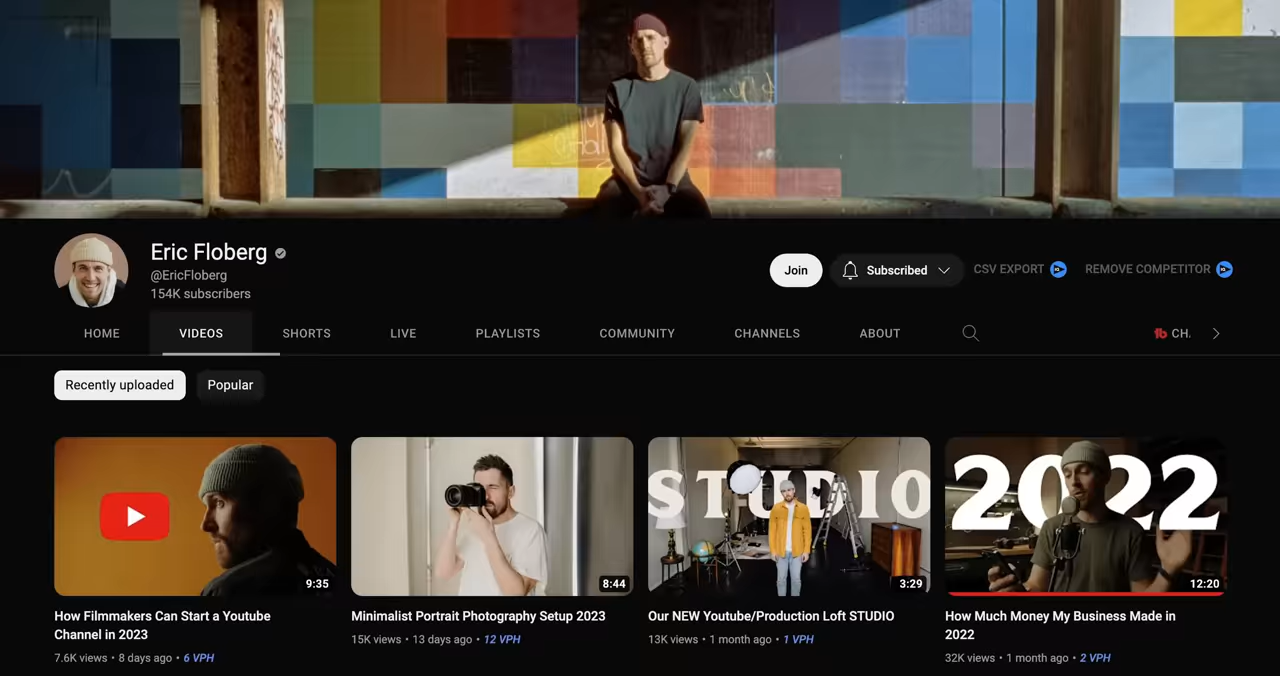 Eric Floberg
@EricFloberg
154K subscribers
Join
Subscribed
CSV EXPORT
REMOVE COMPETITOR
HOME
VIDEOS
SHORTS
LIVE
PLAYLISTS
COMMUNITY
CHANNELS
ABOUT
CH.
Recently uploaded
Popular
9:35
8:44
STUDIO
3:29
2022
12:20
How Filmmakers Can Start a Youtube
Channel in 2023
7.6K views • 8 days ago • 6 VPH
Minimalist Portrait Photography Setup 2023
15K views • 13 days ago • 12 VPH
Our NEW Youtube/Production Loft STUDIO
13K views • 1 month ago • 1 VPH
How Much Money My Business Made in
2022
32K views • 1 month ago • 2 VPH